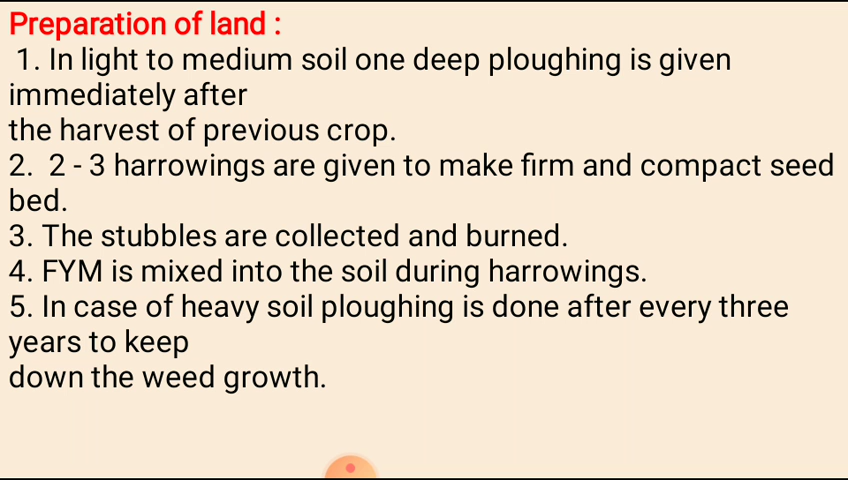 Preparation of land :
1. In light to medium soil one deep ploughing is given
immediately after
the harvest of previous crop.
2.  2 - 3 harrowings are given to make firm and compact seed
bed.
3. The stubbles are collected and burned.
4. FYM is mixed into the soil during harrowings.
5. In case of heavy soil ploughing is done after every three
years to keep
down the weed growth.